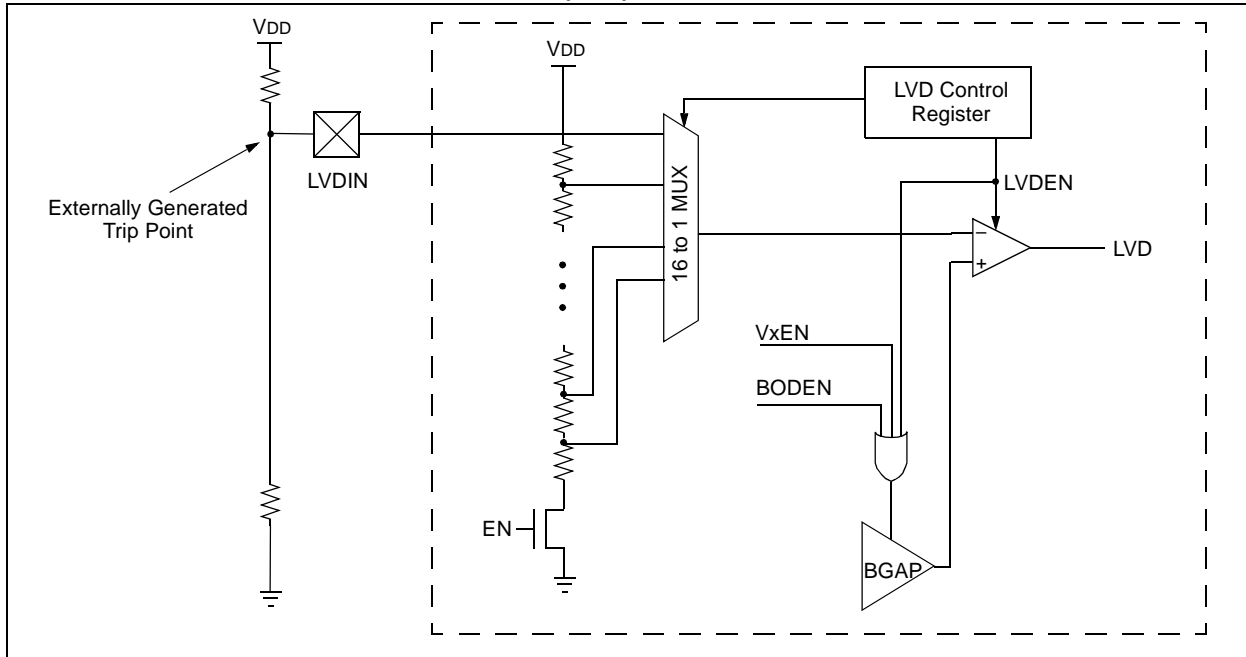 VDD
VDD
LVD Control
Register
LVDIN
16 to 1 MUX
LVDEN
Externally Generated
Trip Point
−
+
LVD
VxEN
BODEN
EN
BGAP